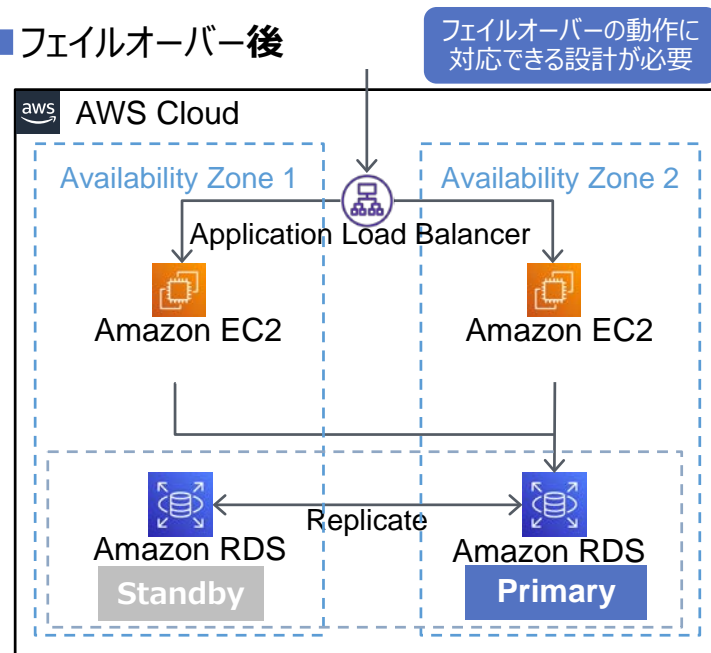 フェイルオーバー後
フェイルオーバーの動作に
対応できる設計が必要
aws
AWS Cloud
Availability Zone 1
Availability Zone 2
Application Load Balancer
Amazon EC2
Amazon EC2
Replicate
Amazon RDS
Amazon RDS
Standby
Primary